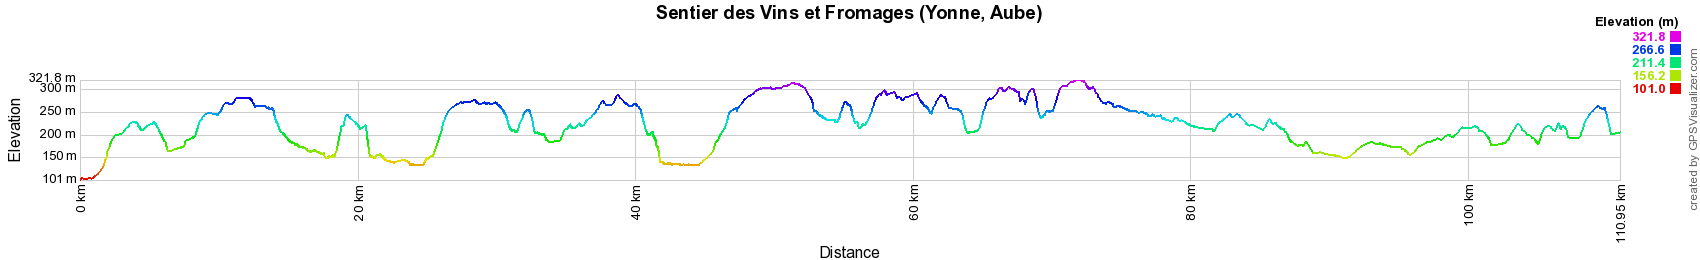 Sentier des Vins et Fromages (Yonne, Aube)
Elevation (m)
321.8
266.6
211.4
156.2
101.0
321.8 m
300 m
250 m
200 m
150 m
101 m
Elevation
0 km
20 km
40 km
60 km
80 km
100 km
110.95 km
Distance
created by GPSVisualizer.com